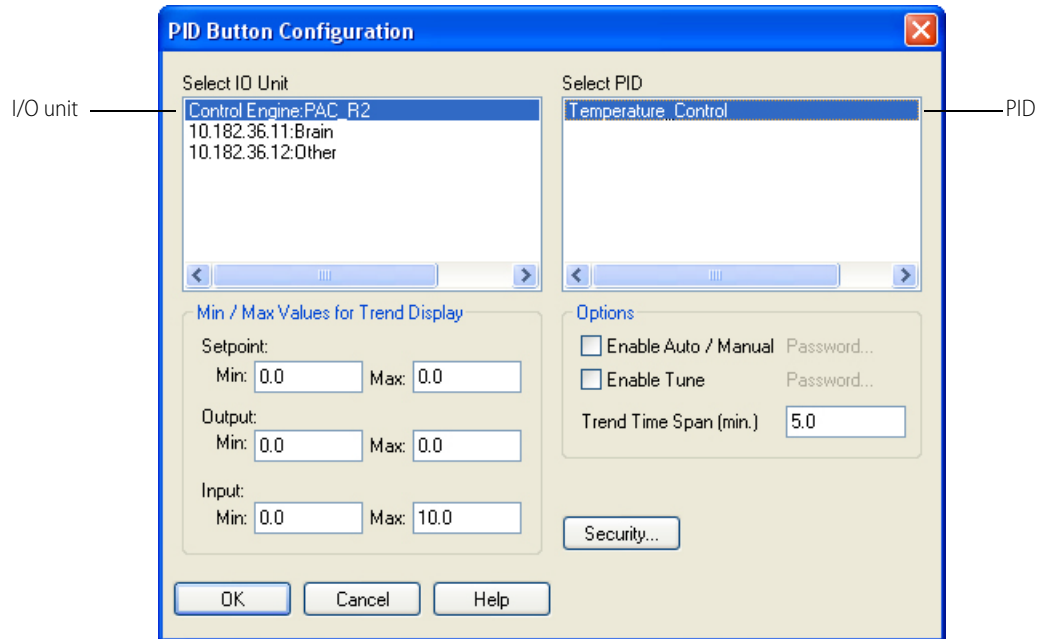 PID Button Configuration
Select IO Unit
Select PID
I/O unit
Control Engine:PAC_R2
10.182.36.11:Brain
10.182.36.12:Other
Temperature_Control
PID
Min / Max Values for Trend Display
Setpoint:
Min: 0.0 Max: 0.0
Output:
Min: 0.0 Max: 0.0
Input:
Min: 0.0 Max: 10.0
Options
Enable Auto / Manual Password...
Enable Tune Password...
Trend Time Span (min.) 5.0
Security...
OK Cancel Help